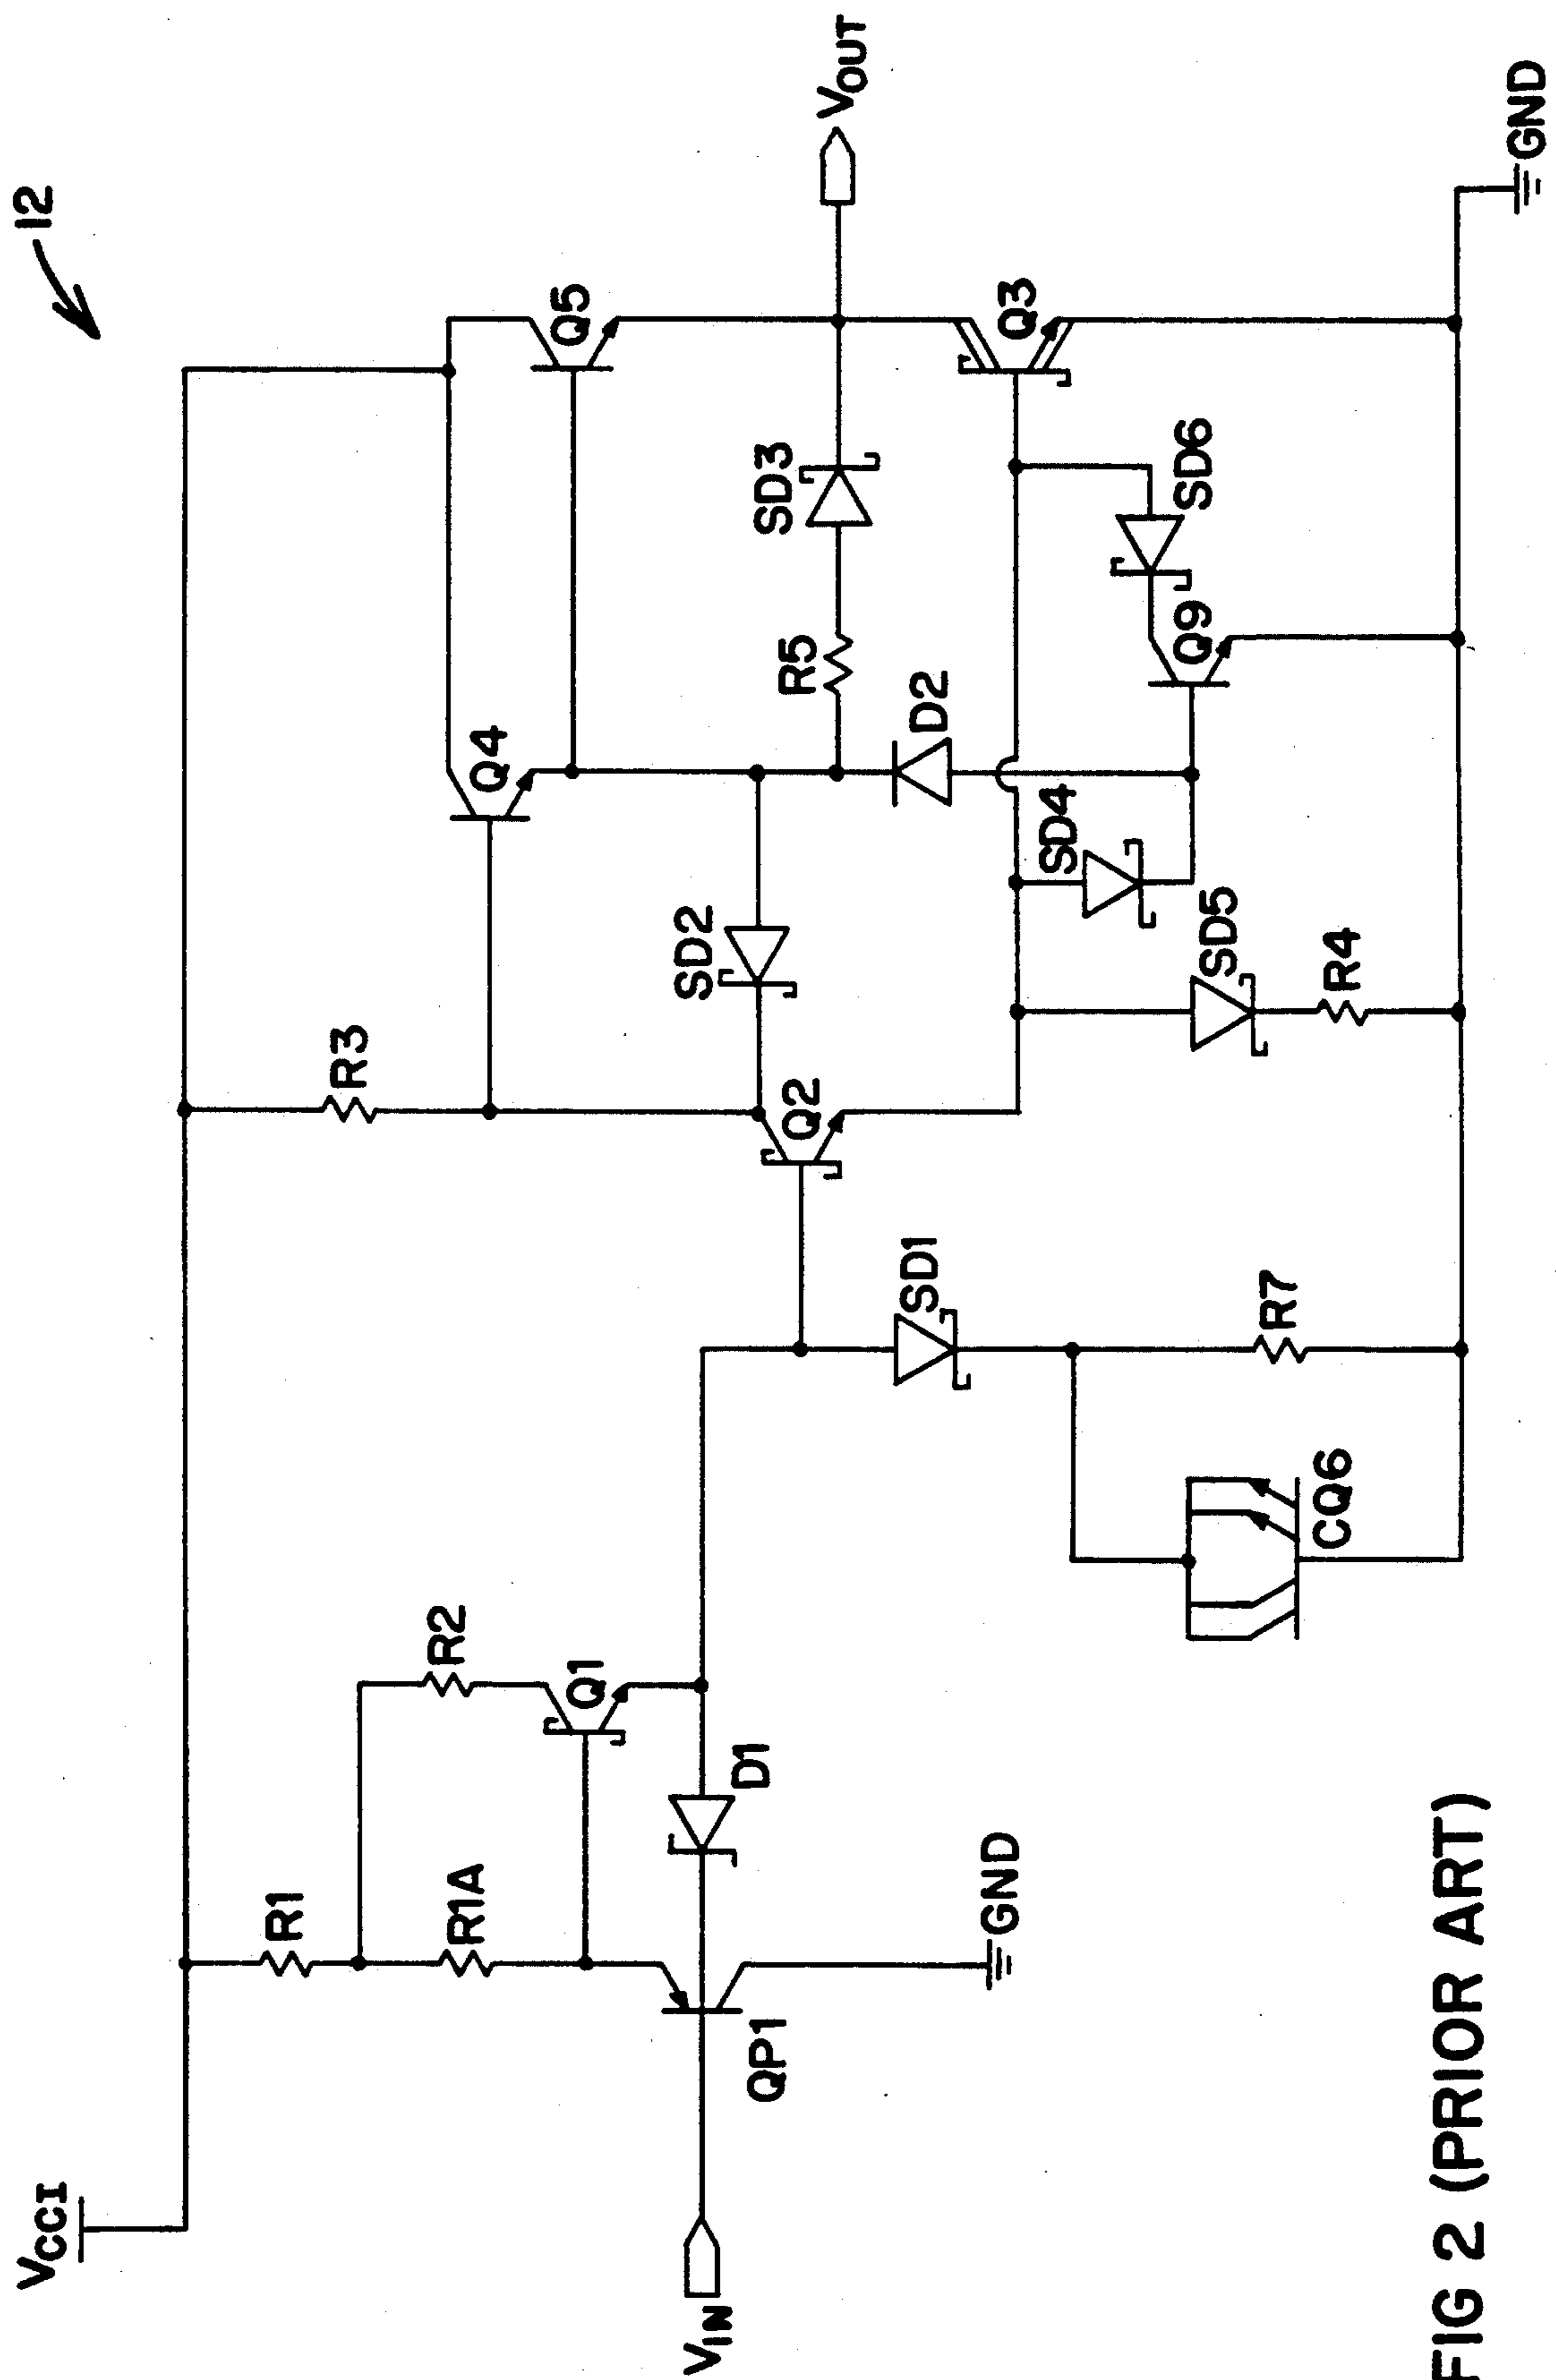 12
VCCI
R1
R1A
R2
Q1
QP1
D1
GND
VIN
R3
Q4
Q5
SD2
Q2
SD1
R7
CQ6
R5
SD3
VOUT
D2
Q3
SD4
SD5
R4
Q9
SD6
GND
FIG 2 (PRIOR ART)